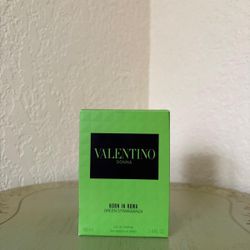 VALENTINO
DONNA
BORN IN ROMA
GREEN STRAVAGANZA